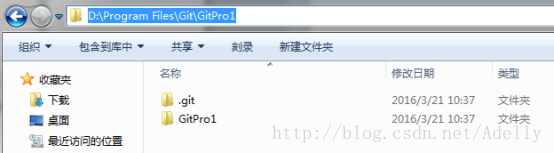 D:\Program Files\Git\GitPro1
组织 包含到库中 共享 刻录 新建文件夹
收藏夹
下载
桌面
最近访问的位置
名称 修改日期 类型
.git 2016/3/21 10:37 文件夹
GitPro1 2016/3/21 10:37 文件夹
http://blog.csdn.net/Adelly